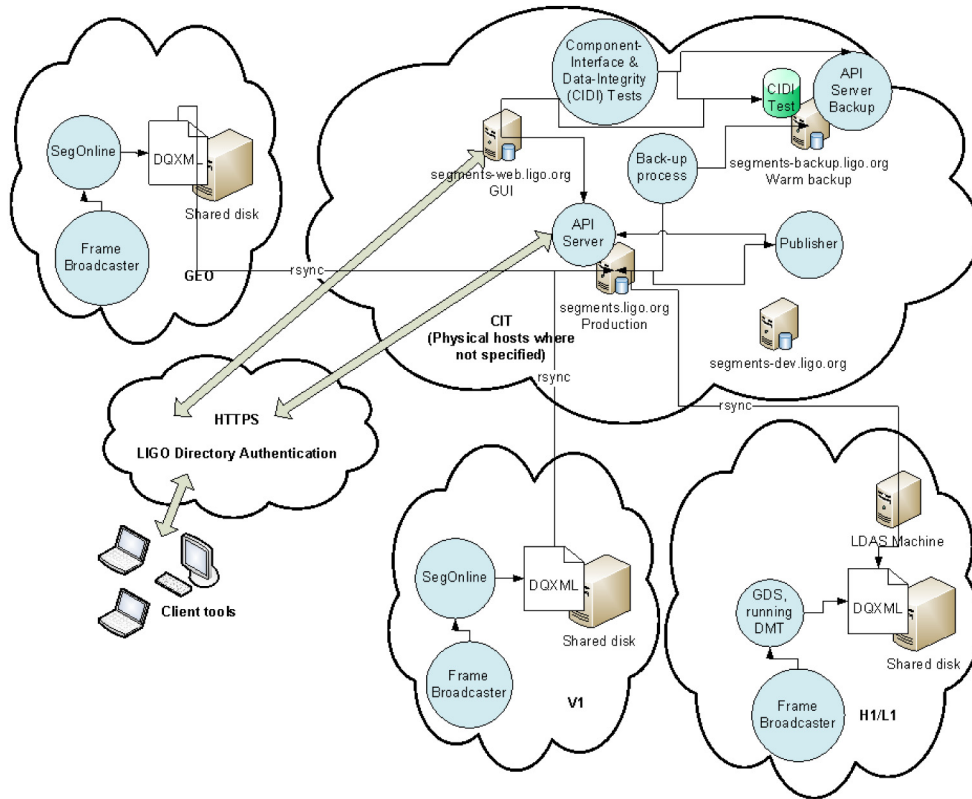 Component-
Interface &
Data-Integrity
(CIDI) Tests
CIDI
Test
API
Server
Backup
SegOnline
DQXML
Shared disk
Frame
Broadcaster
GEO
segments-web.ligo.org
GUI
Back-up
process
segments-backup.ligo.org
Warm backup
API
Server
Publisher
rsync
rsync
segments.ligo.org
Production
CIT
(Physical hosts where
not specified)
segments-dev.ligo.org
rsync
rsync
HTTPS
LIGO Directory Authentication
Client tools
SegOnline
DQXML
Shared disk
Frame
Broadcaster
V1
LDAS Machine
GDS,
running
DMT
DQXML
Shared disk
Frame
Broadcaster
H1/L1